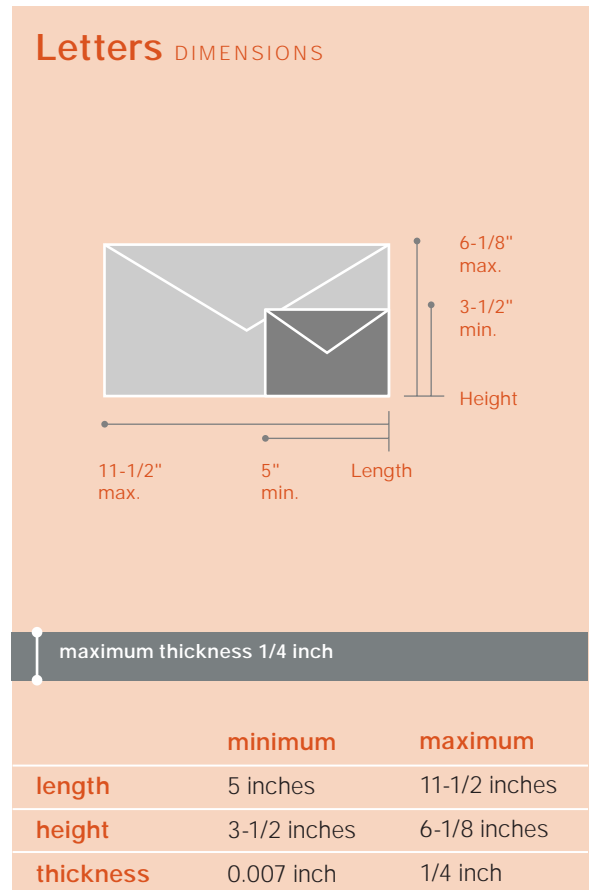 Letters DIMENSIONS
6-1/8"
max.
3-1/2"
min.
Height
11-1/2"
max.
5"
min.
Length
maximum thickness 1/4 inch
minimum maximum
length 5 inches 11-1/2 inches
height 3-1/2 inches 6-1/8 inches
thickness 0.007 inch 1/4 inch